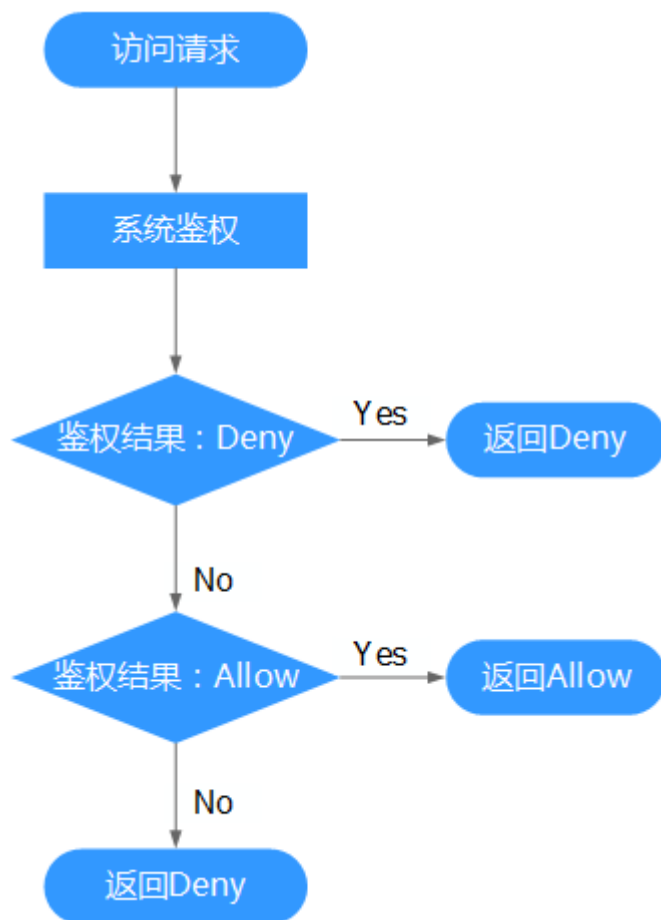 访问请求
系统鉴权
鉴权结果：Deny
Yes
返回Deny
No
鉴权结果：Allow
Yes
返回Allow
No
返回Deny